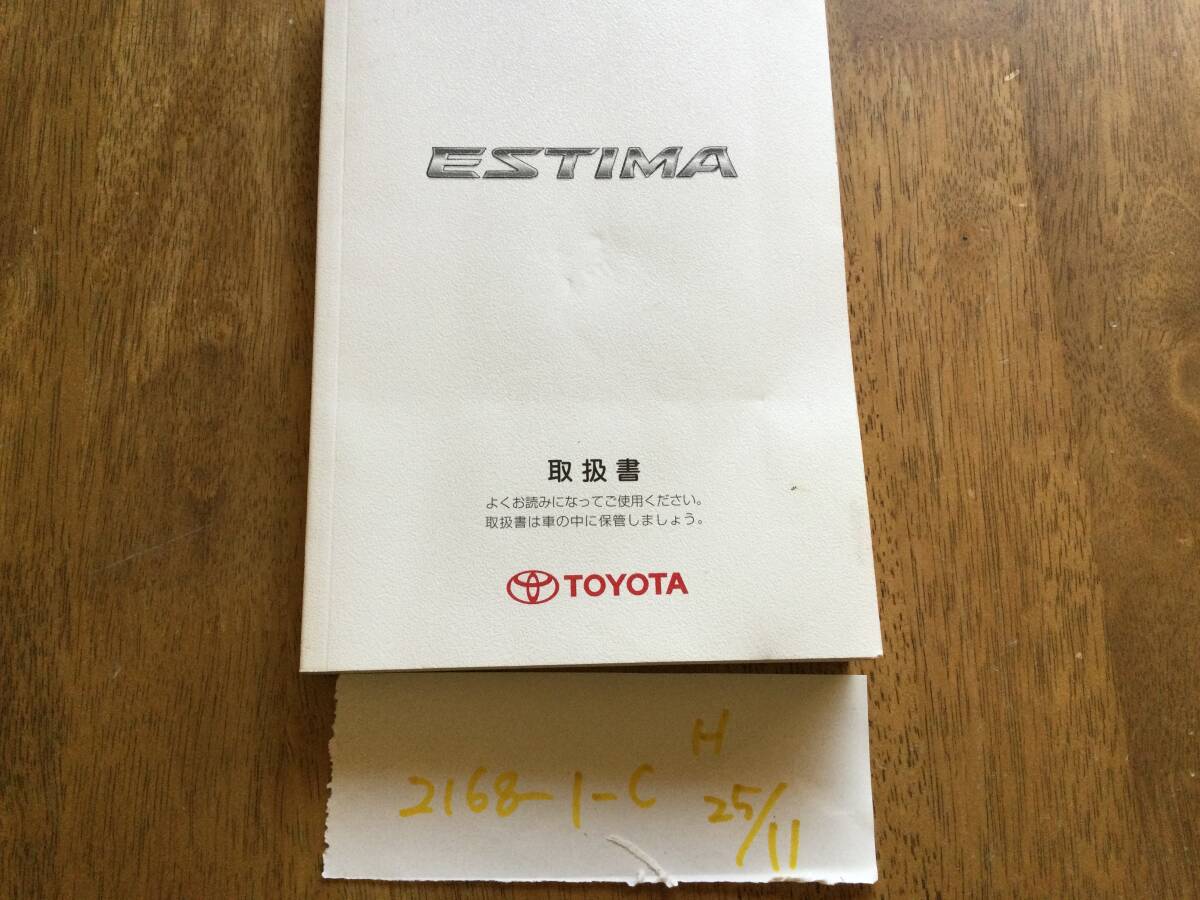 ESTIMA
取扱書
よくお読みになってご使用ください。
取扱書は車の中に保管しましょう。
TOYOTA
H
2168-1-C 25/11